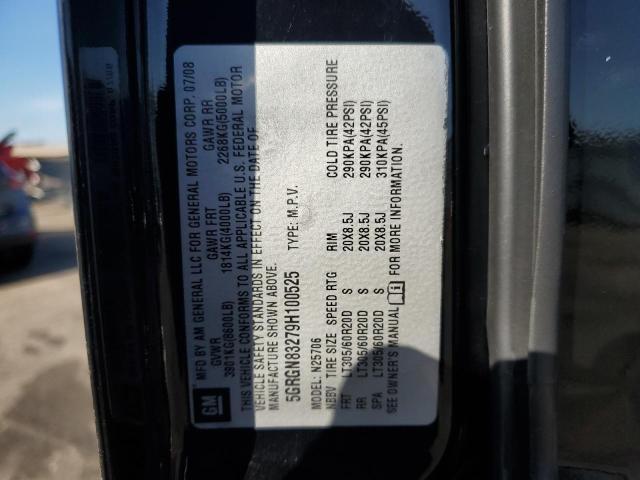 GM
MFD BY AM GENERAL LLC FOR GENERAL MOTORS CORP. 07/08
GVWR GAWR FRT GAWR RR
3901KG(8600LB) 1814KG(4000LB) 2268KG(5000LB)
THIS VEHICLE CONFORMS TO ALL APPLICABLE U.S. FEDERAL MOTOR
VEHICLE SAFETY STANDARDS IN EFFECT ON THE DATE OF
MANUFACTURE SHOWN ABOVE.
5GRGN83279H100525 TYPE: M.P.V.
MODEL: N25706
NBBV TIRE SIZE SPEED RTG RIM COLD TIRE PRESSURE
FRT LT305/60R20D S 20X8.5J 290KPA(42PSI)
RR LT305/60R20D S 20X8.5J 290KPA(42PSI)
SPA LT305/60R20D S 20X8.5J 310KPA(45PSI)
SEE OWNER'S MANUAL FOR MORE INFORMATION.